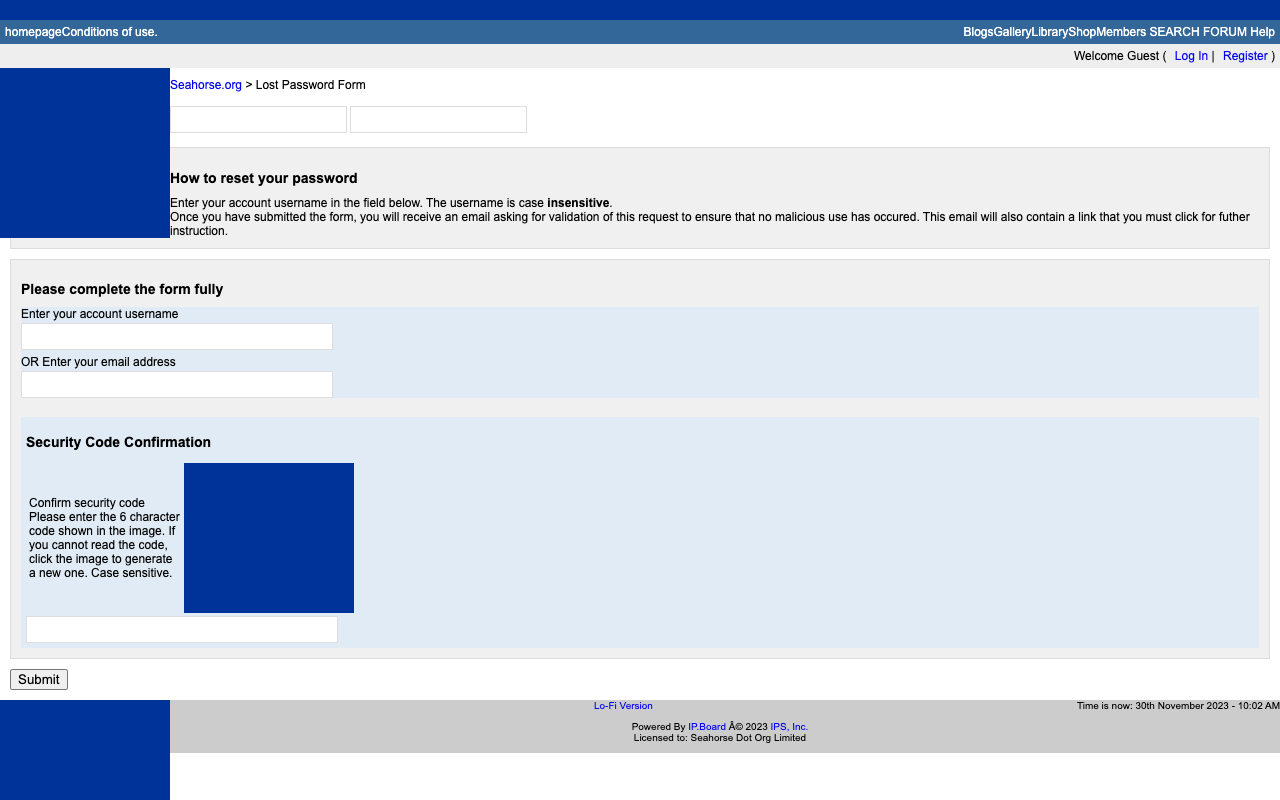 homepageConditions of use.
BlogsGalleryLibraryShopMembers SEARCH FORUM Help
Welcome Guest ( Log In | Register )
Seahorse.org > Lost Password Form
How to reset your password
Enter your account username in the field below. The username is case insensitive.
Once you have submitted the form, you will receive an email asking for validation of this request to ensure that no malicious use has occured. This email will also contain a link that you must click for futher
instruction.
Please complete the form fully
Enter your account username
OR Enter your email address
Security Code Confirmation
Confirm security code
Please enter the 6 character
code shown in the image. If
you cannot read the code,
click the image to generate
a new one. Case sensitive.
Submit
Lo-Fi Version
Time is now: 30th November 2023 - 10:02 AM
Powered By IP.Board Â© 2023 IPS, Inc.
Licensed to: Seahorse Dot Org Limited